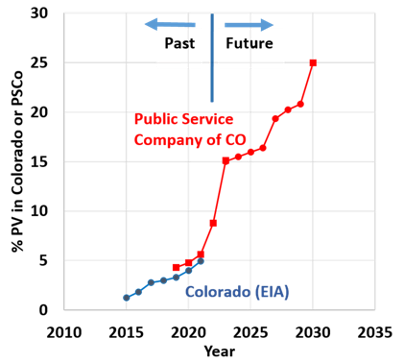 30
25
20
15
10
5
0
% PV in Colorado or PSCo
Past Future
Public Service
Company of CO
Colorado (EIA)
2010 2015 2020 2025 2030 2035
Year